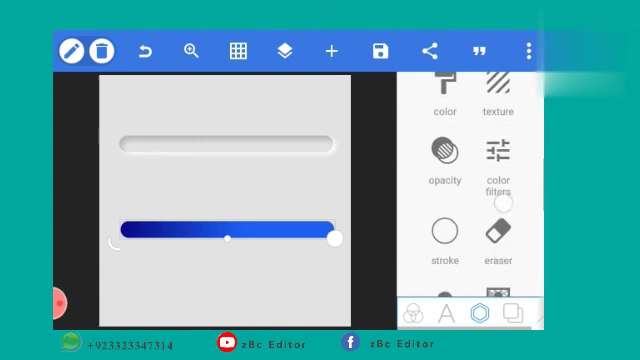 color texture
opacity color
filters
stroke eraser
+923323347314 zBc Editor zBc Editor